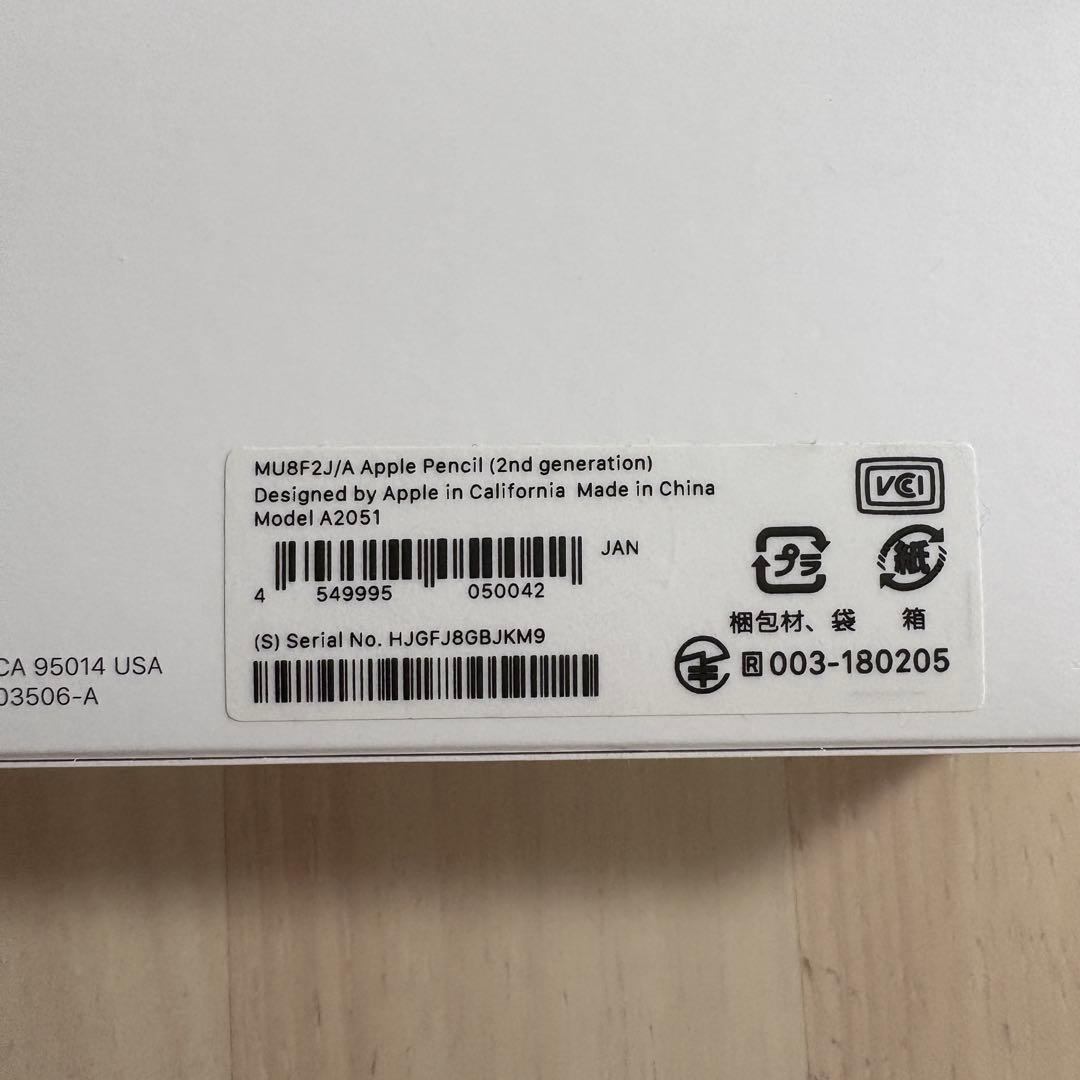 MU8F2J/A Apple Pencil (2nd generation)
Designed by Apple in California Made in China
Model A2051
JAN
4 549995 050042
(S) Serial No. HJGFJ8GBJKM9
VCI
プラ
紙
梱包材、袋 箱
R 003-180205
CA 95014 USA
03506-A